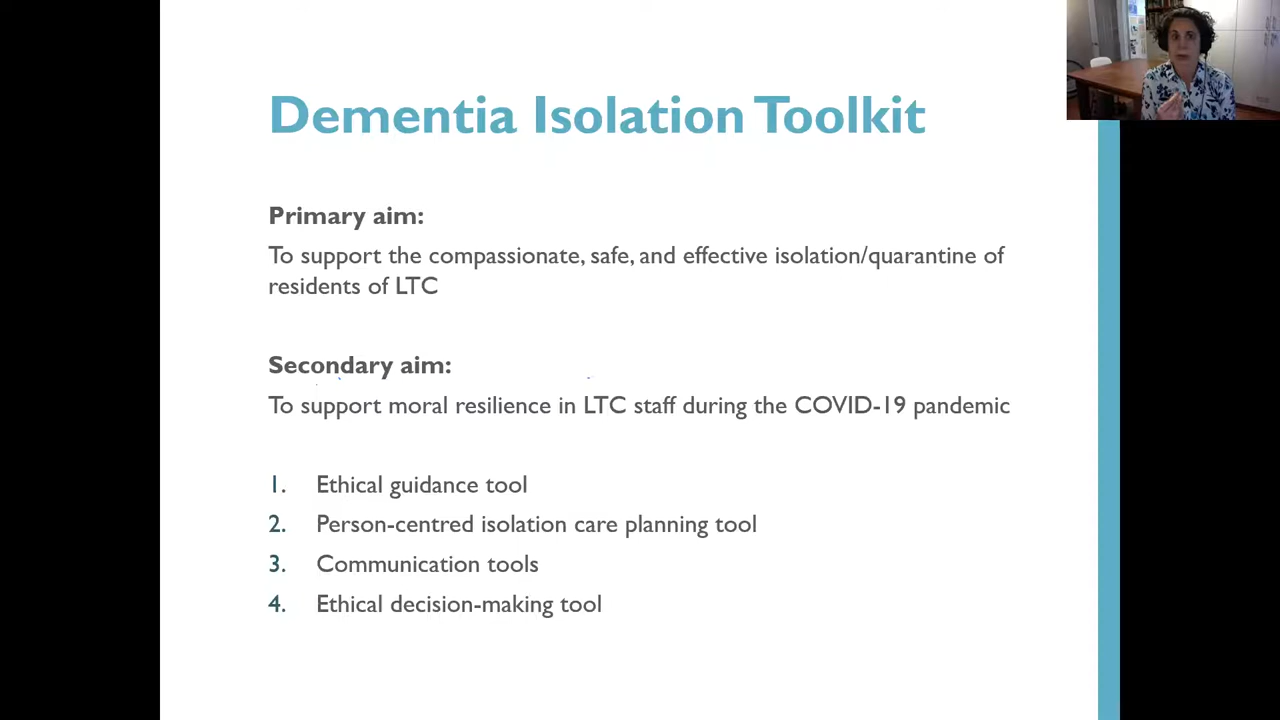 Dementia Isolation Toolkit
Primary aim:
To support the compassionate, safe, and effective isolation/quarantine of
residents of LTC
Secondary aim:
To support moral resilience in LTC staff during the COVID-19 pandemic
1. Ethical guidance tool
2. Person-centred isolation care planning tool
3. Communication tools
4. Ethical decision-making tool